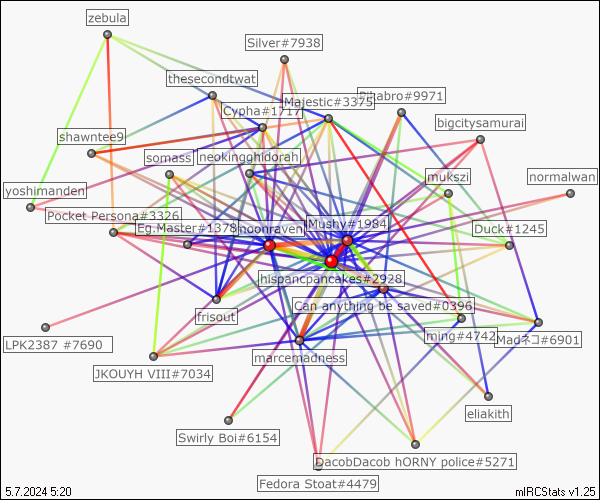 zebula
Silver#7938
thesecondtwat
Majestic#3375
#9971
Cypha#1717
bigcitysamurai
shawntee9
somass
neokingghidorah
mukszi
normalwan
yoshimanden
Pocket Persona#3326
Eg.Master#1378
noonraven
Mushy#1984
Duck#1245
hispancpancakes#2928
Can anything be saved#0396
frisout
LPK2387 #7690
ming#4742
Madネコ#6901
marcemadness
JKOUYH VIII#7034
eliakith
Swirly Boi#6154
DacobDacob hORNY police#5271
Fedora Stoat#4479
5.7.2024 5:20
mIRCStats v1.25